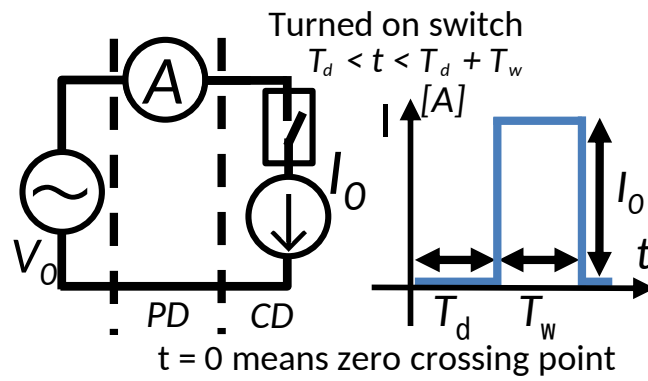 Turned on switch
T_d < t < T_d + T_w
A
I [A]
I_0
V_0
I_0
t
PD
CD
T_d
T_w
t = 0 means zero crossing point